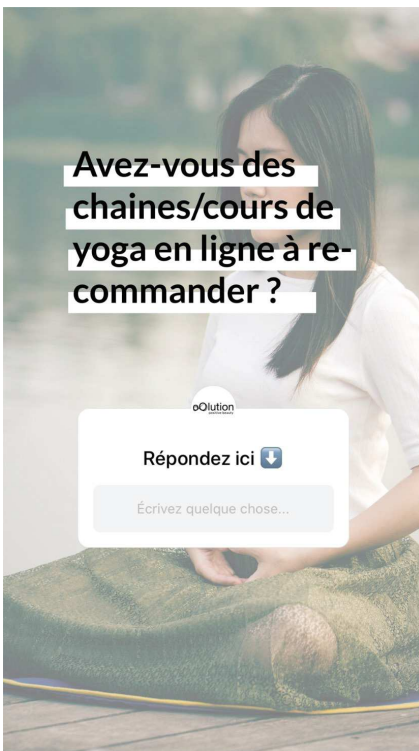 Avez-vous des
chaines/cours de
yoga en ligne à re-
commander ?
oOlution
Répondez ici ⬇️
Écrivez quelque chose...